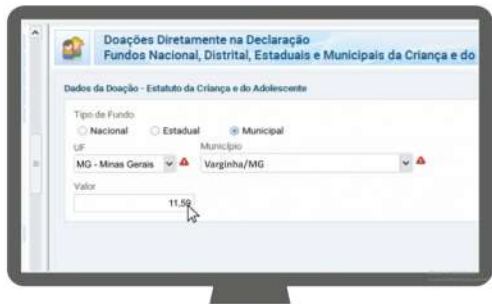 Doações Diretamente na Declaração
Fundos Nacional, Distrital, Estaduais e Municipais da Criança e do
Dados da Doação - Estatuto da Criança e do Adolescente
Tipo de Fundo
Nacional Estadual Municipal
UF Município
MG - Minas Gerais Varginha/MG
Valor
11,59